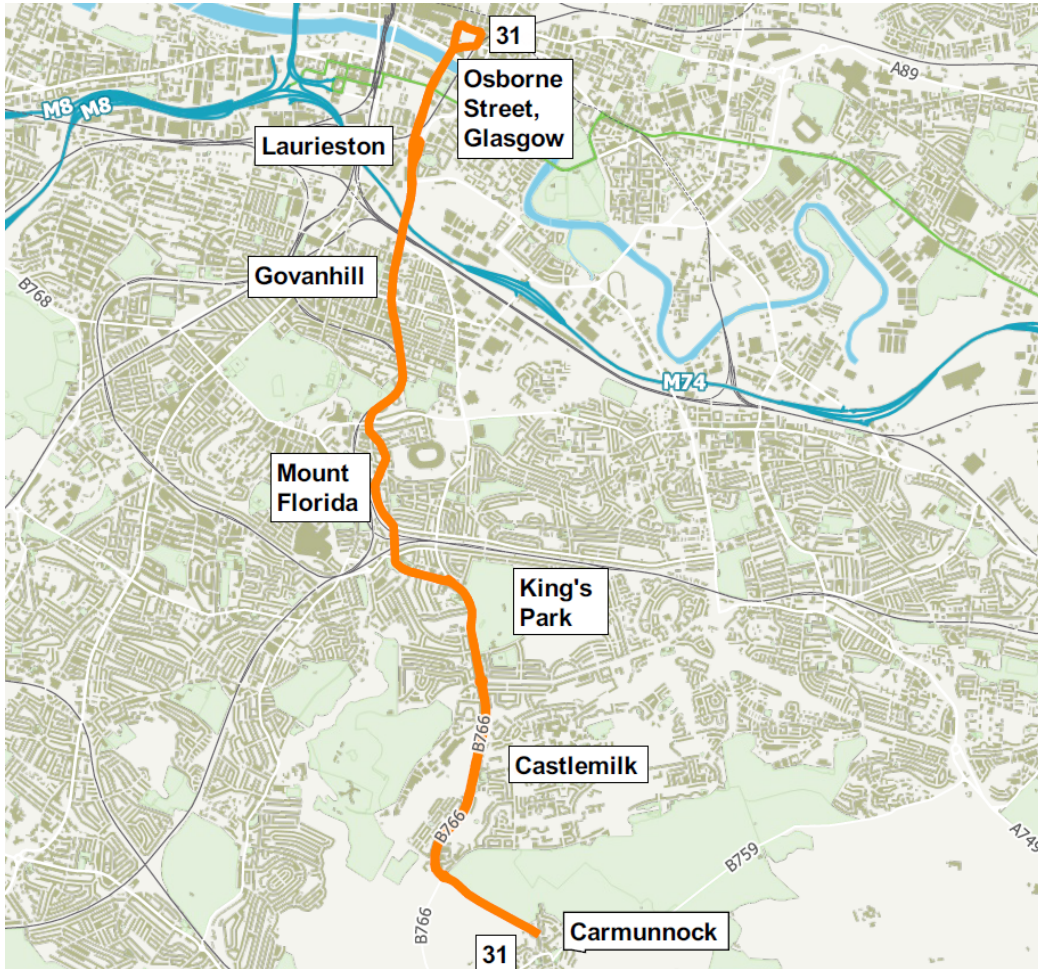 31
Osborne
Street,
Glasgow
A89
M8
M8
Laurieston
Govanhill
B768
M74
Mount
Florida
King's
Park
B766
Castlemilk
B766
A749
B759
B766
Carmunnock
31